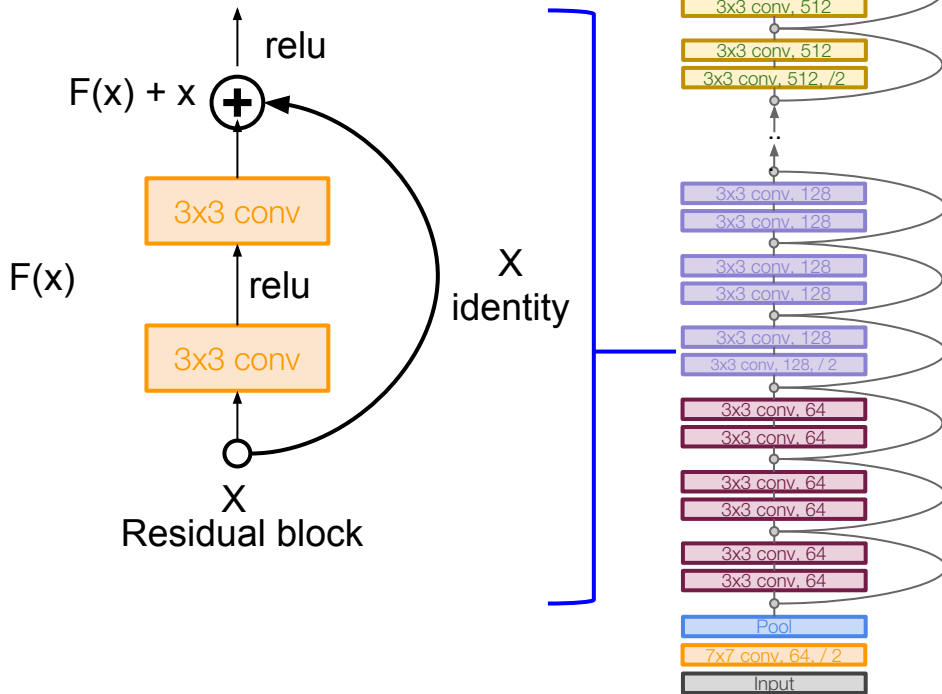 relu
F(x) + x
3x3 conv
F(x)
relu
X
identity
3x3 conv
X
Residual block
3x3 conv, 512
3x3 conv, 512
3x3 conv, 512, /2
..
3x3 conv, 128
3x3 conv, 128
3x3 conv, 128
3x3 conv, 128
3x3 conv, 128
3x3 conv, 128, / 2
3x3 conv, 64
3x3 conv, 64
3x3 conv, 64
3x3 conv, 64
3x3 conv, 64
3x3 conv, 64
Pool
7x7 conv, 64, / 2
Input